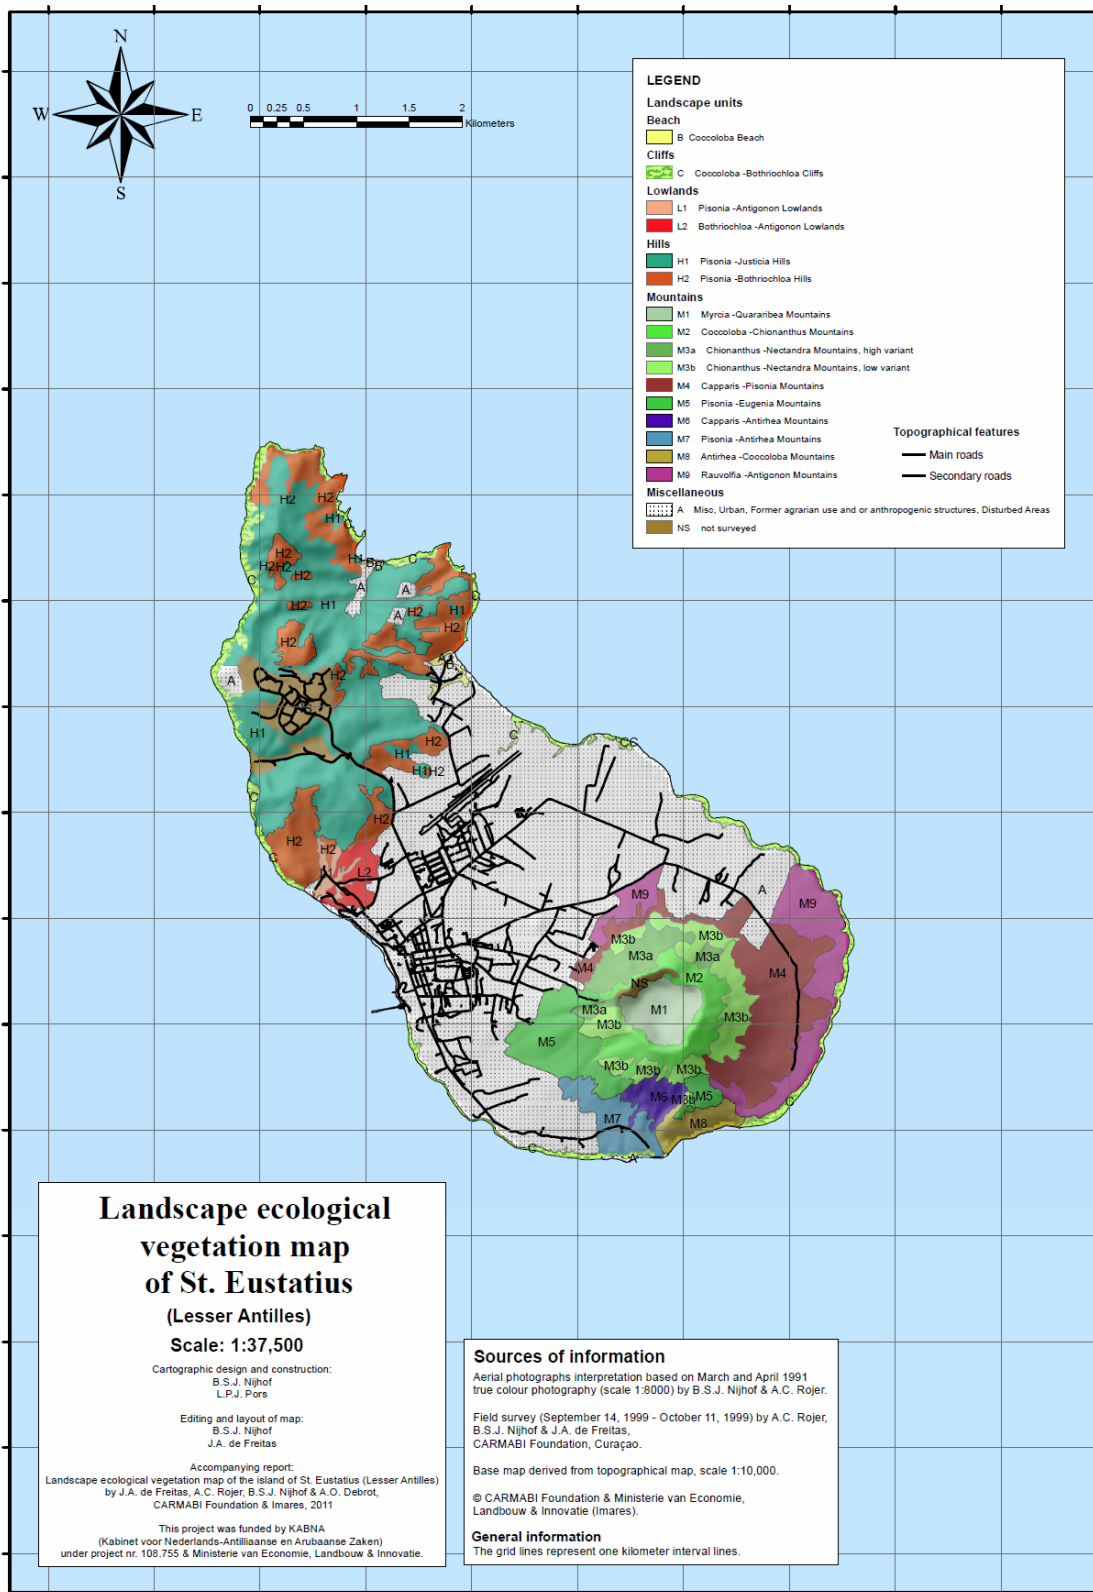 N
W
E
S
0 0.25 0.5 1 1.5 2
Kilometers
LEGEND
Landscape units
Beach
B Coccoloba Beach
Cliffs
C Coccoloba -Bothriochloa Cliffs
Lowlands
L1 Pisonia -Antigonon Lowlands
L2 Bothriochloa -Antigonon Lowlands
Hills
H1 Pisonia -Justicia Hills
H2 Pisonia -Bothriochloa Hills
Mountains
M1 Myrcia -Quararibea Mountains
M2 Coccoloba -Chionanthus Mountains
M3a Chionanthus -Nectandra Mountains, high variant
M3b Chionanthus -Nectandra Mountains, low variant
M4 Capparis -Pisonia Mountains
M5 Pisonia -Eugenia Mountains
M6 Capparis -Antirhea Mountains
M7 Pisonia -Antirhea Mountains
M8 Antirhea -Coccoloba Mountains
M9 Rauvolfia -Antigonon Mountains
Topographical features
Main roads
Secondary roads
Miscellaneous
A Misc, Urban, Former agrarian use and or anthropogenic structures, Disturbed Areas
NS not surveyed
H2
H2
H1
C
H1
B
B
C
H2
H2
H2
H2
C
A
A
C
H2
H1
A
H2
H1
H2
H2
A
B
A
H2
H1
C
CC
H2
H1
H1
H2
C
H2
H2
H2
C
L1
L2
A
M9
M9
M3b
M3b
M3a
M3a
M4
M4
M2
NS
M1
M3a
M3b
M3b
M5
M3b
M3b
M3b
M6
M3b
M5
M7
M8
C
C
A
Landscape ecological
vegetation map
of St. Eustatius
(Lesser Antilles)
Scale: 1:37,500
Cartographic design and construction:
B.S.J. Nijhof
L.P.J. Pors
Editing and layout of map:
B.S.J. Nijhof
J.A. de Freitas
Accompanying report:
Landscape ecological vegetation map of the island of St. Eustatius (Lesser Antilles)
by J.A. de Freitas, A.C. Rojer, B.S.J. Nijhof & A.O. Debrot,
CARMABI Foundation & Imares, 2011
This project was funded by KABNA
(Kabinet voor Nederlands-Antilliaanse en Arubaanse Zaken)
under project nr. 108.755 & Ministerie van Economie, Landbouw & Innovatie.
Sources of information
Aerial photographs interpretation based on March and April 1991
true colour photography (scale 1:8000) by B.S.J. Nijhof & A.C. Rojer.
Field survey (September 14, 1999 - October 11, 1999) by A.C. Rojer,
B.S.J. Nijhof & J.A. de Freitas,
CARMABI Foundation, Curaçao.
Base map derived from topographical map, scale 1:10,000.
© CARMABI Foundation & Ministerie van Economie,
Landbouw & Innovatie (Imares).
General information
The grid lines represent one kilometer interval lines.